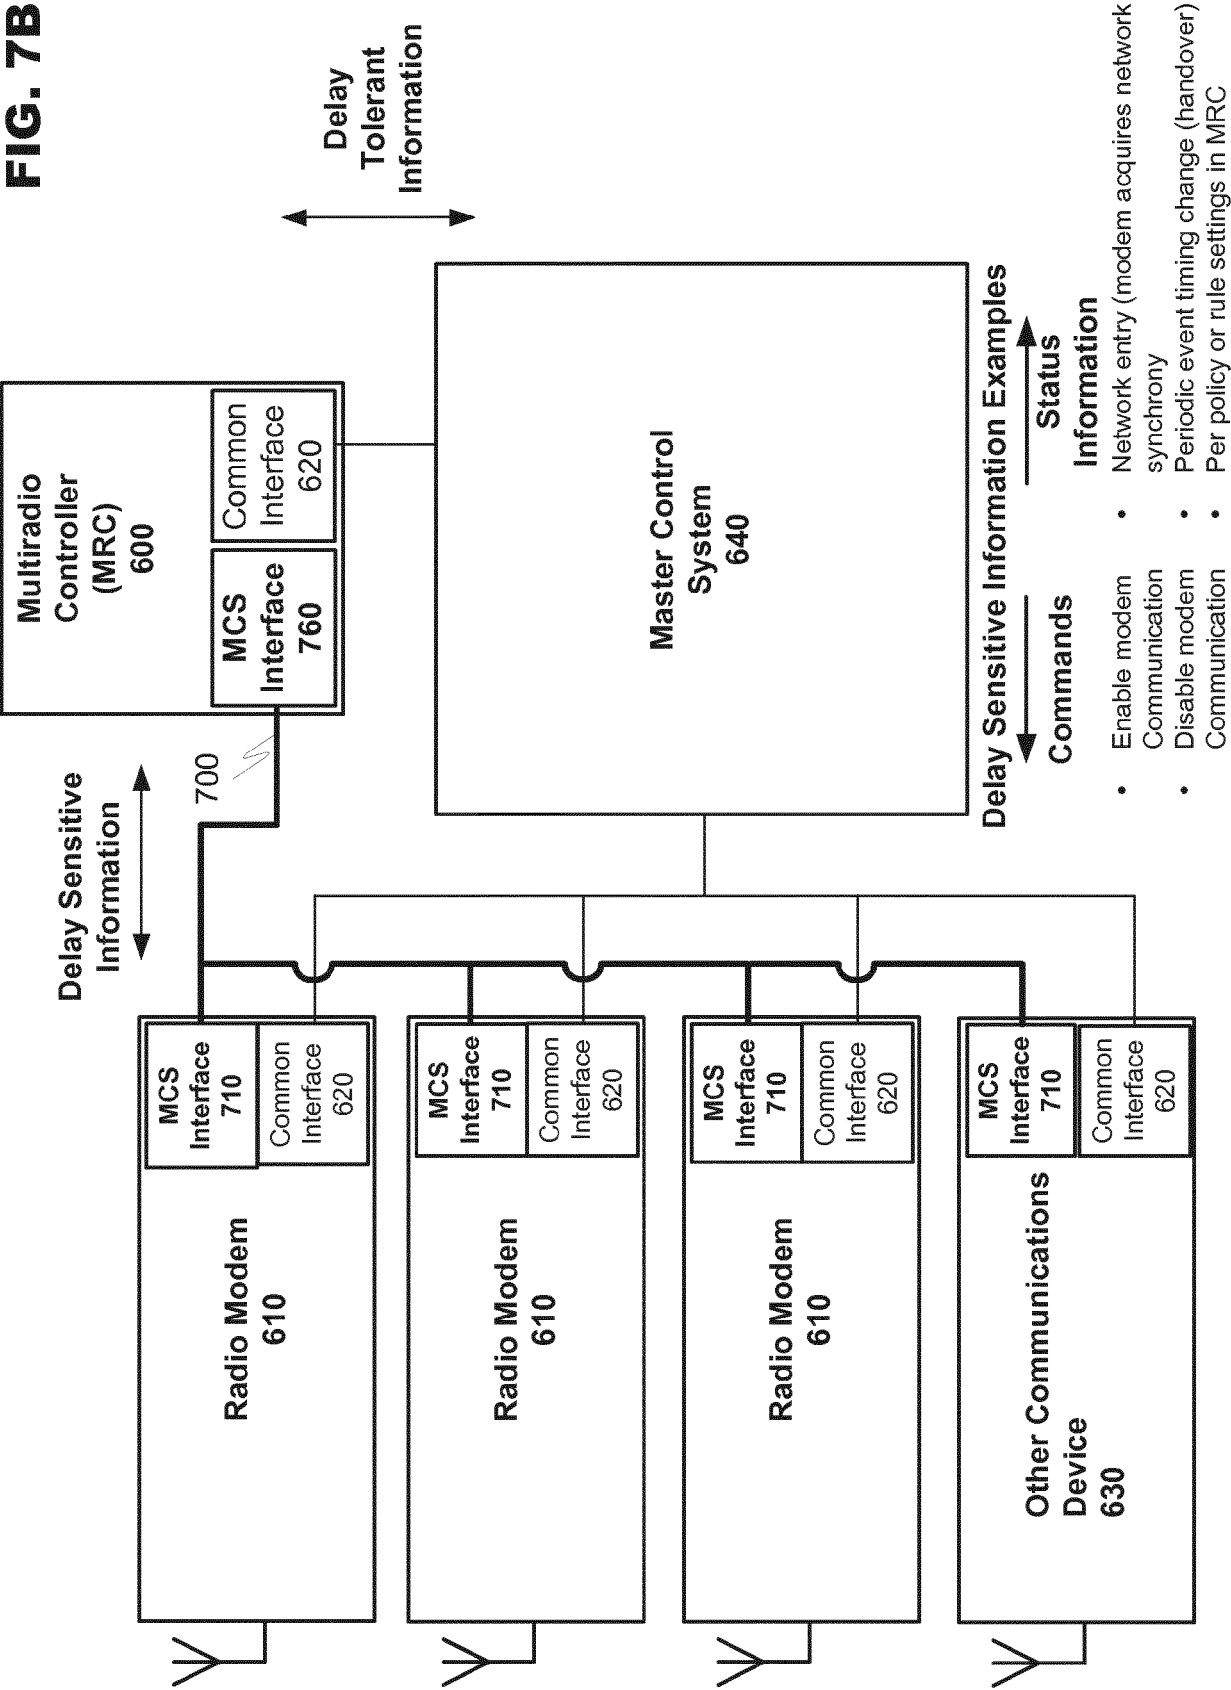 FIG. 7B
Delay
Tolerant
Information
Multiradio
Controller
(MRC)
600
MCS
Interface
760
Common
Interface
620
Delay Sensitive
Information
700
Master Control
System
640
Radio Modem
610
MCS
Interface
710
Common
Interface
620
Radio Modem
610
MCS
Interface
710
Common
Interface
620
Radio Modem
610
MCS
Interface
710
Common
Interface
620
Other Communications
Device
630
MCS
Interface
710
Common
Interface
620
Delay Sensitive Information Examples
Commands
• Enable modem
Communication
• Disable modem
Communication
Status
Information
• Network entry (modem acquires network
synchrony
• Periodic event timing change (handover)
• Per policy or rule settings in MRC